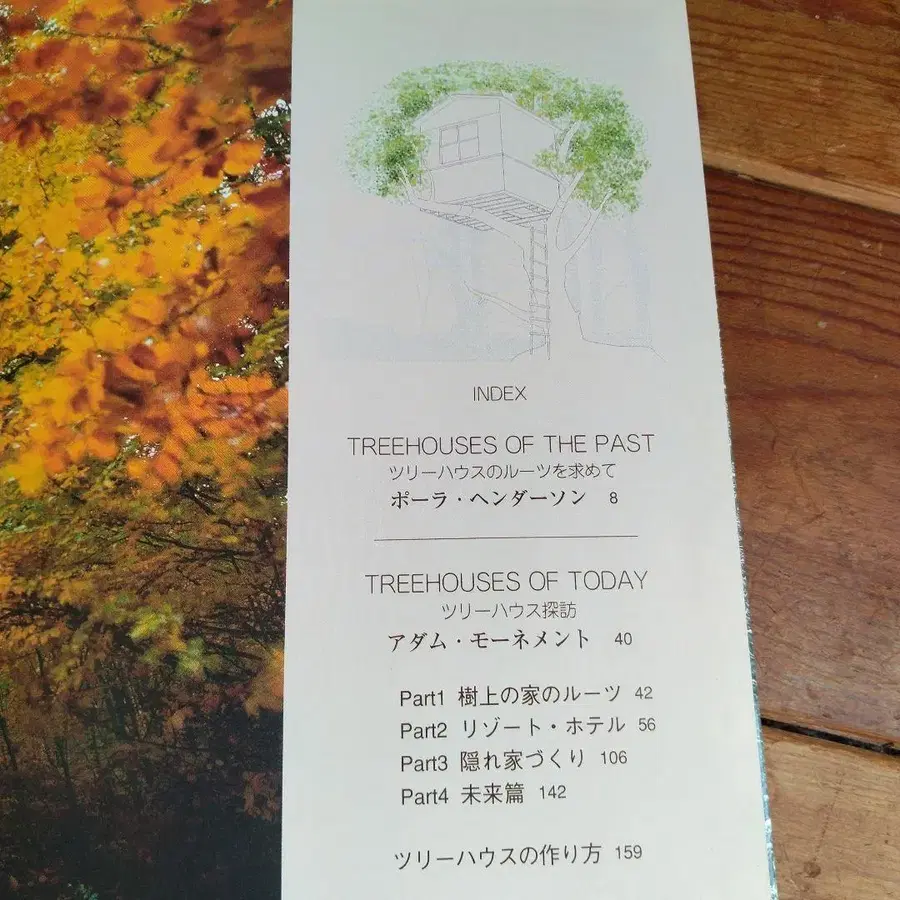 INDEX
TREEHOUSES OF THE PAST
ツリーハウスのルーツを求めて
ポーラ・ヘンダーソン 8
TREEHOUSES OF TODAY
ツリーハウス探訪
アダム・モーネメント 40
Part1 樹上の家のルーツ 42
Part2 リゾート・ホテル 56
Part3 隠れ家づくり 106
Part4 未来篇 142
ツリーハウスの作り方 159